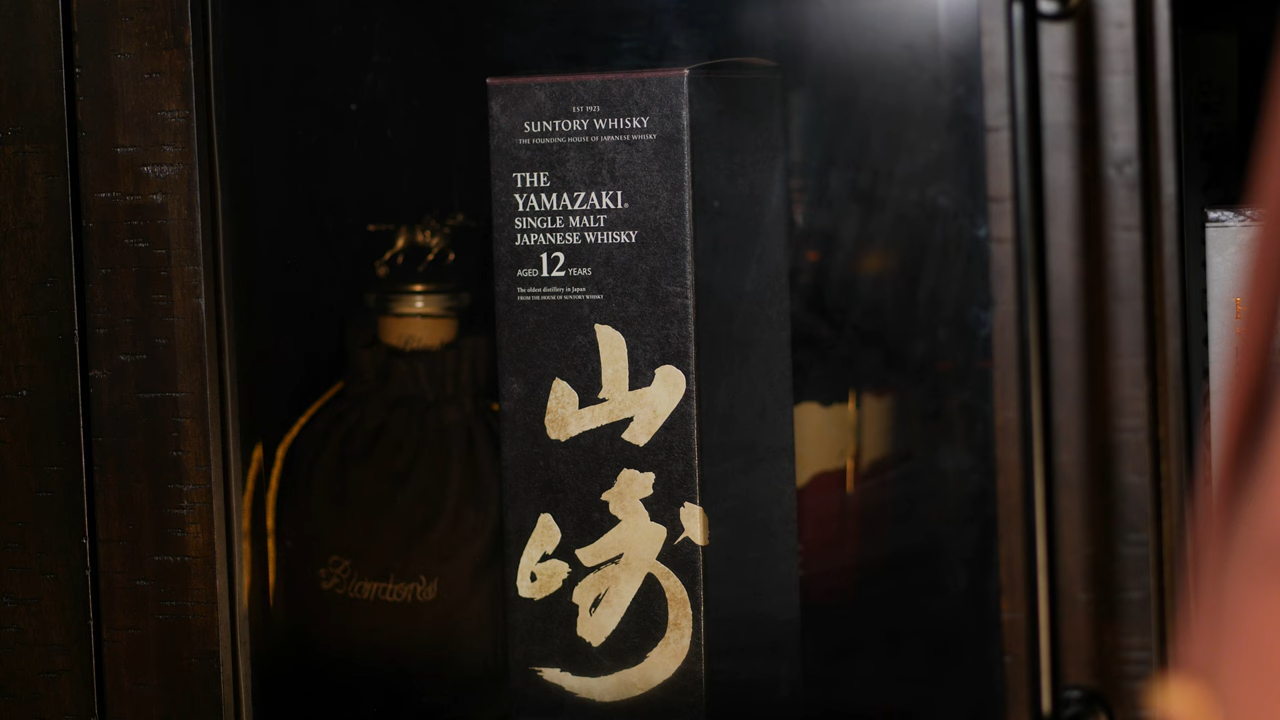 EST 1923
SUNTORY WHISKY
THE FOUNDING HOUSE OF JAPANESE WHISKY
THE
YAMAZAKI®
SINGLE MALT
JAPANESE WHISKY
AGED 12 YEARS
The oldest distillery in Japan
FROM THE HOUSE OF SUNTORY WHISKY
山
崎
Blanton's